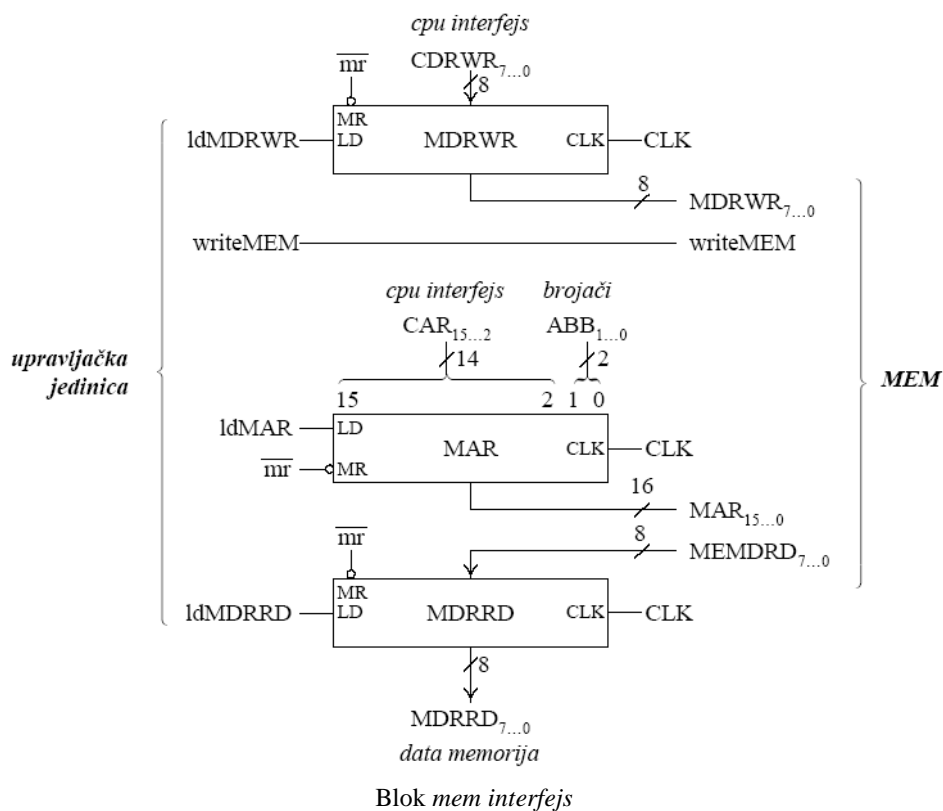 cpu interfejs
mr CDRWR7...0
8
MR
ldMDRWR LD MDRWR CLK CLK
8
MDRWR7...0
writeMEM writeMEM
cpu interfejs brojači
CAR15...2 ABB1...0
14 2
upravljačka
jedinica
MEM
15 2 1 0
ldMAR LD
MAR CLK CLK
mr MR
16
MAR15...0
mr 8
MEMDRD7...0
MR
ldMDRRD LD MDRRD CLK CLK
8
MDRRD7...0
data memorija
Blok mem interfejs